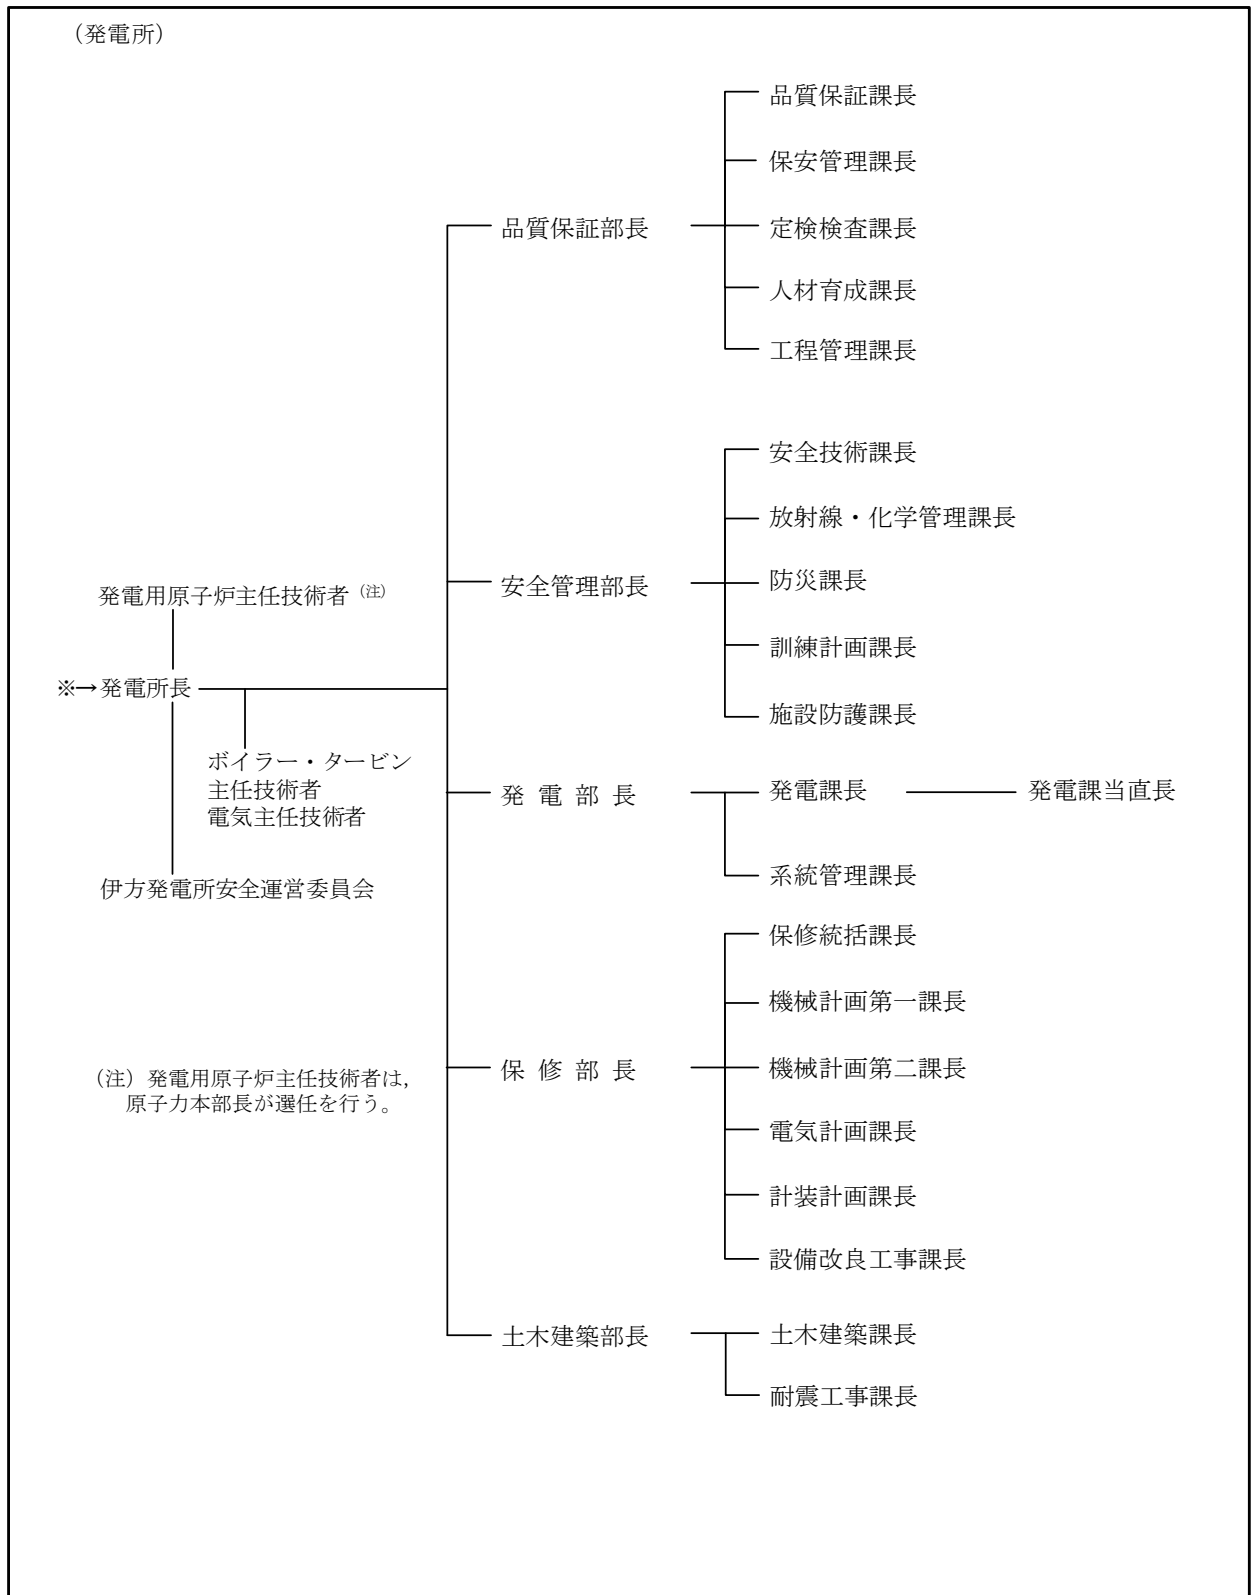 （発電所）
品質保証課長
保安管理課長
品質保証部長
定検検査課長
人材育成課長
工程管理課長
安全技術課長
放射線・化学管理課長
安全管理部長
防災課長
訓練計画課長
施設防護課長
発電用原子炉主任技術者（注）
※→発電所長
ボイラー・タービン
主任技術者
電気主任技術者
伊方発電所安全運営委員会
発電部長
発電課長
発電課当直長
系統管理課長
保修統括課長
機械計画第一課長
保修部長
機械計画第二課長
電気計画課長
計装計画課長
設備改良工事課長
（注）発電用原子炉主任技術者は，
原子力本部長が選任を行う。
土木建築部長
土木建築課長
耐震工事課長